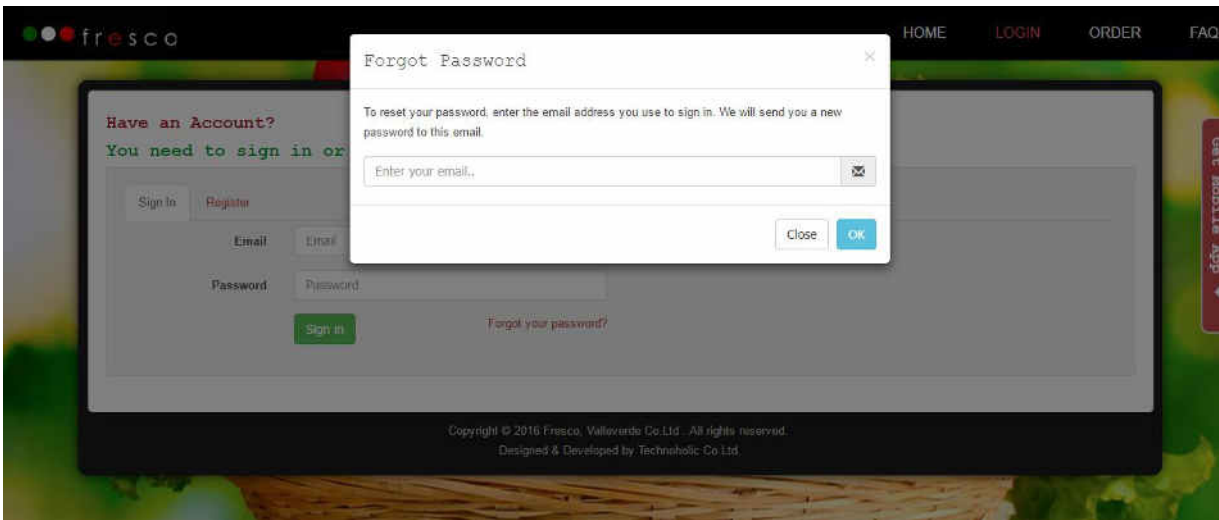 fresco
HOME LOGIN ORDER FAQ
Forgot Password ×
To reset your password, enter the email address you use to sign in. We will send you a new
password to this email.
Enter your email..
Close OK
Have an Account?
You need to sign in or
Sign In Register
Email Email
Password Password
Sign in Forgot your password?
Get Mobile App
Copyright © 2016 Fresco, Valleverde Co.Ltd . All rights reserved.
Designed & Developed by Technoholic Co.Ltd.